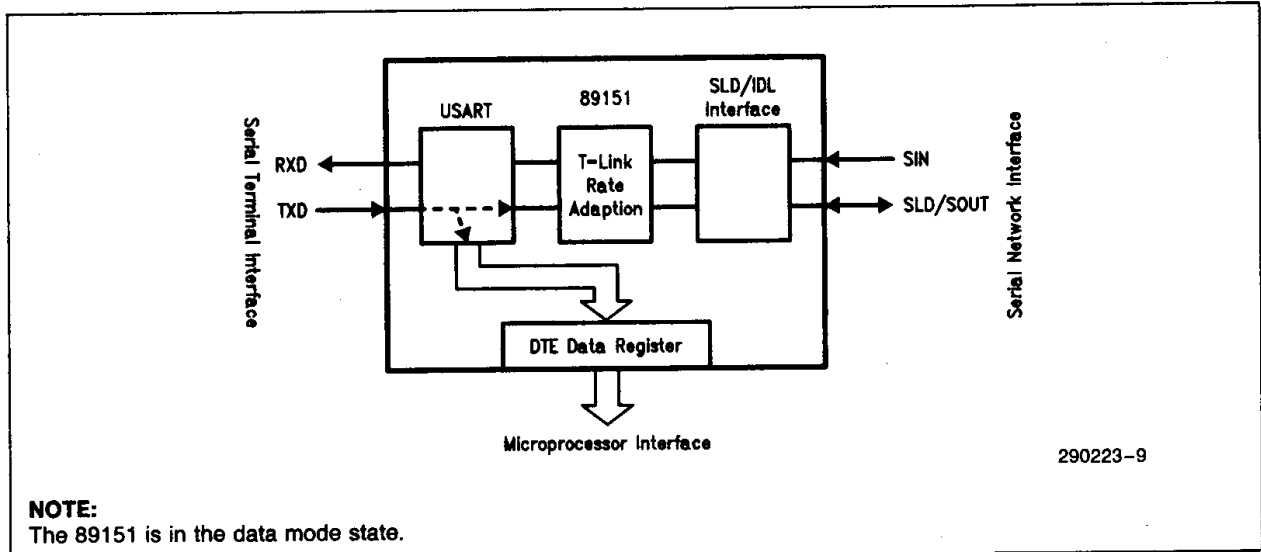 89151
SLD/IDL
Interface
USART
Serial Terminal Interface
RXD
TXD
T-Link
Rate
Adaption
SIN
SLD/SOUT
Serial Network Interface
DTE Data Register
Microprocessor Interface
290223-9
NOTE:
The 89151 is in the data mode state.